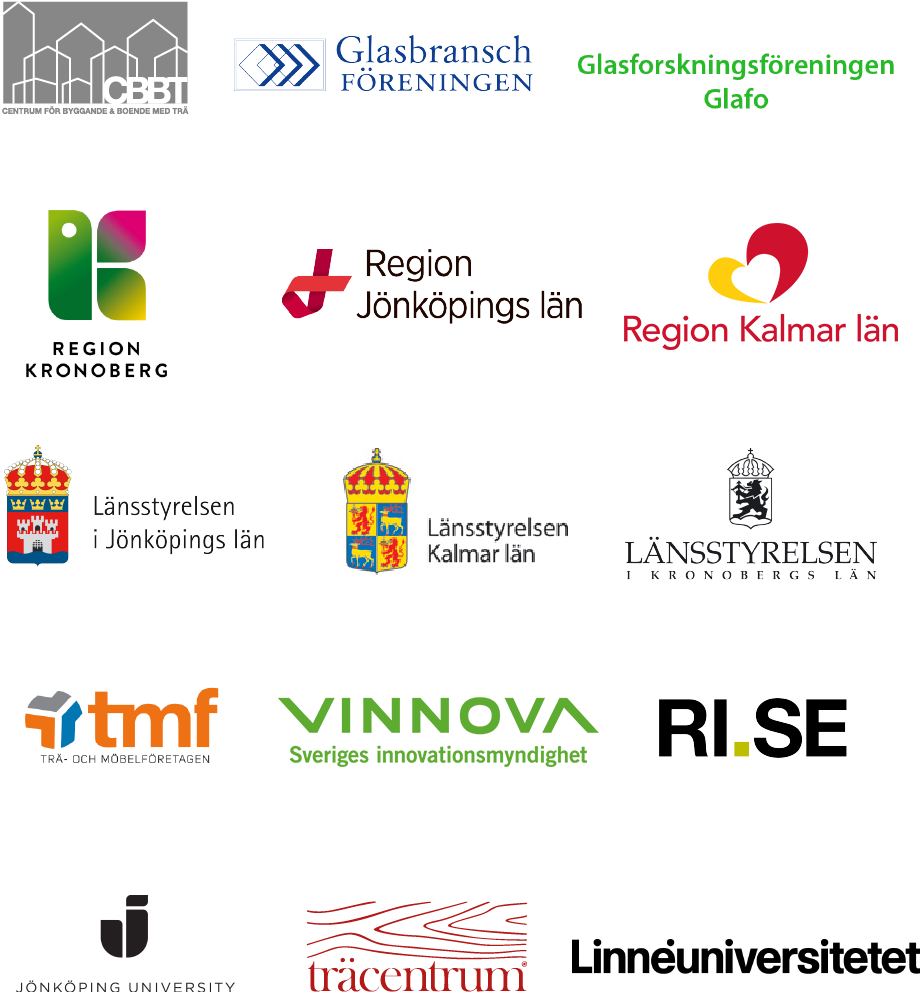 CBBT
CENTRUM FÖR BYGGANDE & BOENDE MED TRÄ
Glasbransch
FÖRENINGEN
Glasforskningsföreningen
Glafo
REGION
KRONOBERG
Region
Jönköpings län
Region Kalmar län
Länsstyrelsen
i Jönköpings län
Länsstyrelsen
Kalmar län
LÄNSSTYRELSEN
I KRONOBERGS LÄN
tmf
TRÄ- OCH MÖBELFÖRETAGEN
VINNOVA
Sveriges innovationsmyndighet
RI.SE
JÖNKÖPING UNIVERSITY
träcentrum®
Linnéuniversitetet